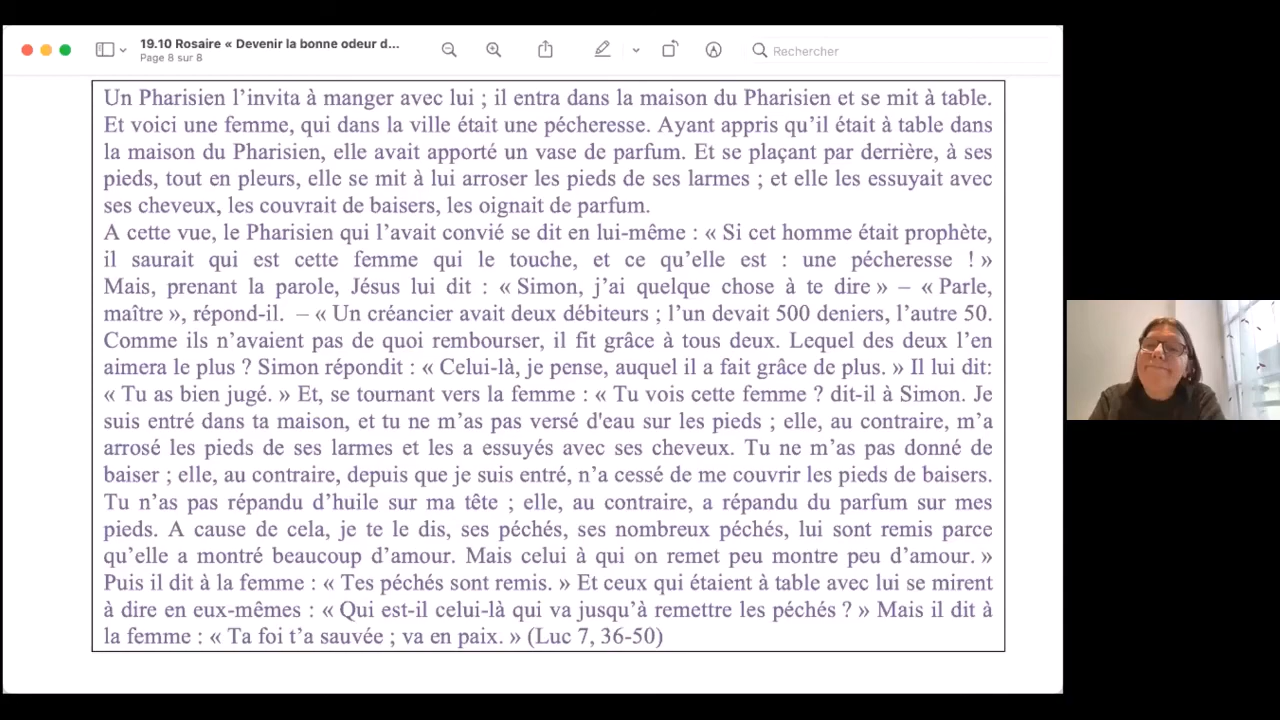 19.10 Rosaire « Devenir la bonne odeur d...
Page 8 sur 8
Rechercher
Un Pharisien l’invita à manger avec lui ; il entra dans la maison du Pharisien et se mit à table.
Et voici une femme, qui dans la ville était une pécheresse. Ayant appris qu’il était à table dans
la maison du Pharisien, elle avait apporté un vase de parfum. Et se plaçant par derrière, à ses
pieds, tout en pleurs, elle se mit à lui arroser les pieds de ses larmes ; et elle les essuyait avec
ses cheveux, les couvrait de baisers, les oignait de parfum.
A cette vue, le Pharisien qui l’avait convié se dit en lui-même : « Si cet homme était prophète,
il saurait qui est cette femme qui le touche, et ce qu’elle est : une pécheresse ! »
Mais, prenant la parole, Jésus lui dit : « Simon, j’ai quelque chose à te dire » – « Parle,
maître », répond-il. – « Un créancier avait deux débiteurs ; l’un devait 500 deniers, l’autre 50.
Comme ils n’avaient pas de quoi rembourser, il fit grâce à tous deux. Lequel des deux l’en
aimera le plus ? Simon répondit : « Celui-là, je pense, auquel il a fait grâce de plus. » Il lui dit:
« Tu as bien jugé. » Et, se tournant vers la femme : « Tu vois cette femme ? dit-il à Simon. Je
suis entré dans ta maison, et tu ne m’as pas versé d'eau sur les pieds ; elle, au contraire, m’a
arrosé les pieds de ses larmes et les a essuyés avec ses cheveux. Tu ne m’as pas donné de
baiser ; elle, au contraire, depuis que je suis entré, n’a cessé de me couvrir les pieds de baisers.
Tu n’as pas répandu d’huile sur ma tête ; elle, au contraire, a répandu du parfum sur mes
pieds. A cause de cela, je te le dis, ses péchés, ses nombreux péchés, lui sont remis parce
qu’elle a montré beaucoup d’amour. Mais celui à qui on remet peu montre peu d’amour. »
Puis il dit à la femme : « Tes péchés sont remis. » Et ceux qui étaient à table avec lui se mirent
à dire en eux-mêmes : « Qui est-il celui-là qui va jusqu’à remettre les péchés ? » Mais il dit à
la femme : « Ta foi t’a sauvée ; va en paix. » (Luc 7, 36-50)